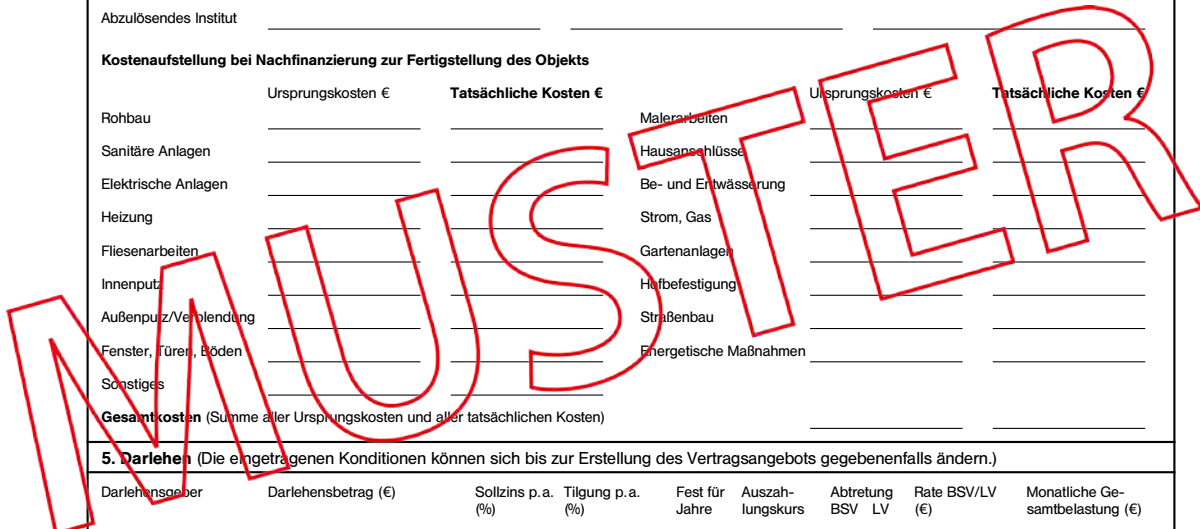 Abzulösendes Institut
Kostenaufstellung bei Nachfinanzierung zur Fertigstellung des Objekts
Ursprungskosten € Tatsächliche Kosten € Ursprungskosten € Tatsächliche Kosten €
Rohbau Malerarbeiten
Sanitäre Anlagen Hausanschlüsse
Elektrische Anlagen Be- und Entwässerung
Heizung Strom, Gas
Fliesenarbeiten Gartenanlagen
Innenputz Hofbefestigung
Außenputz/Verblendung Straßenbau
Fenster, Türen, Böden Energetische Maßnahmen
Sonstiges
Gesamtkosten (Summe aller Ursprungskosten und aller tatsächlichen Kosten)
5. Darlehen (Die eingetragenen Konditionen können sich bis zur Erstellung des Vertragsangebots gegebenenfalls ändern.)
Darlehensgeber Darlehensbetrag (€) Sollzins p.a. Tilgung p.a. Fest für Auszah- Abtretung Rate BSV/LV Monatliche Ge-
(%) (%) Jahre lungskurs BSV LV (€) samtbelastung (€)
MUSTER